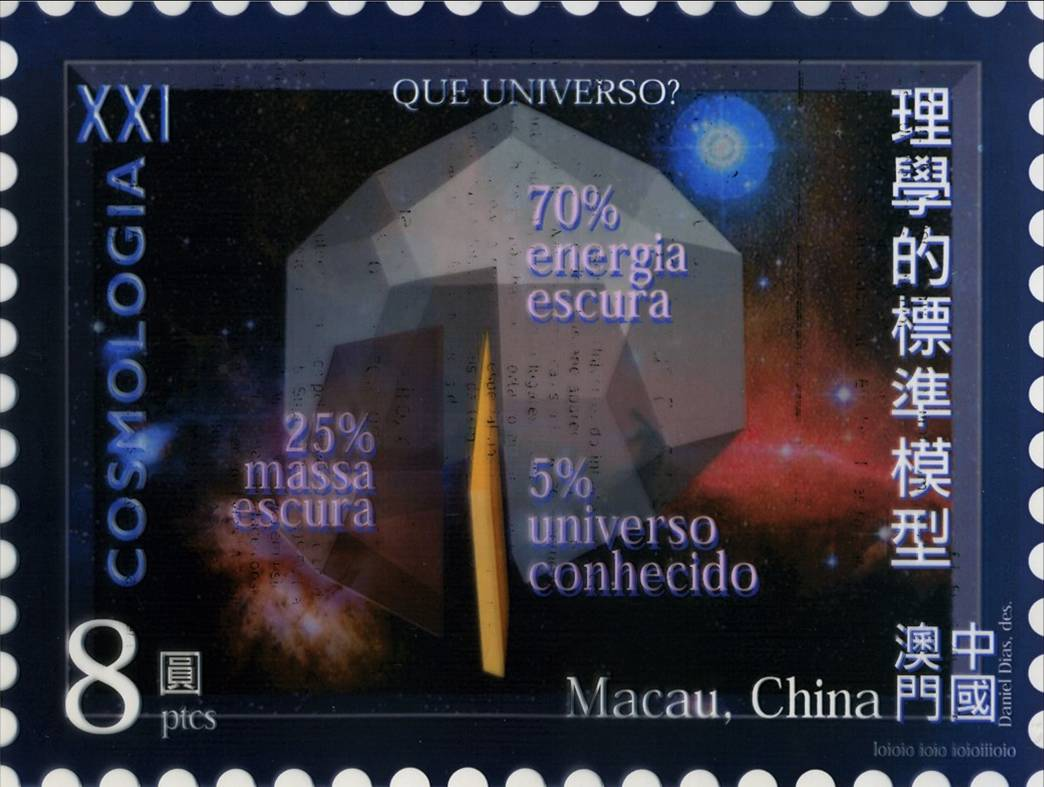 QUE UNIVERSO?
XXI
COSMOLOGIA
70%
energia
escura
25%
massa
escura
5%
universo
conhecido
理學的標準模型
8
圓
ptcs
Macau, China
中國
澳門
Daniel Dias. des.